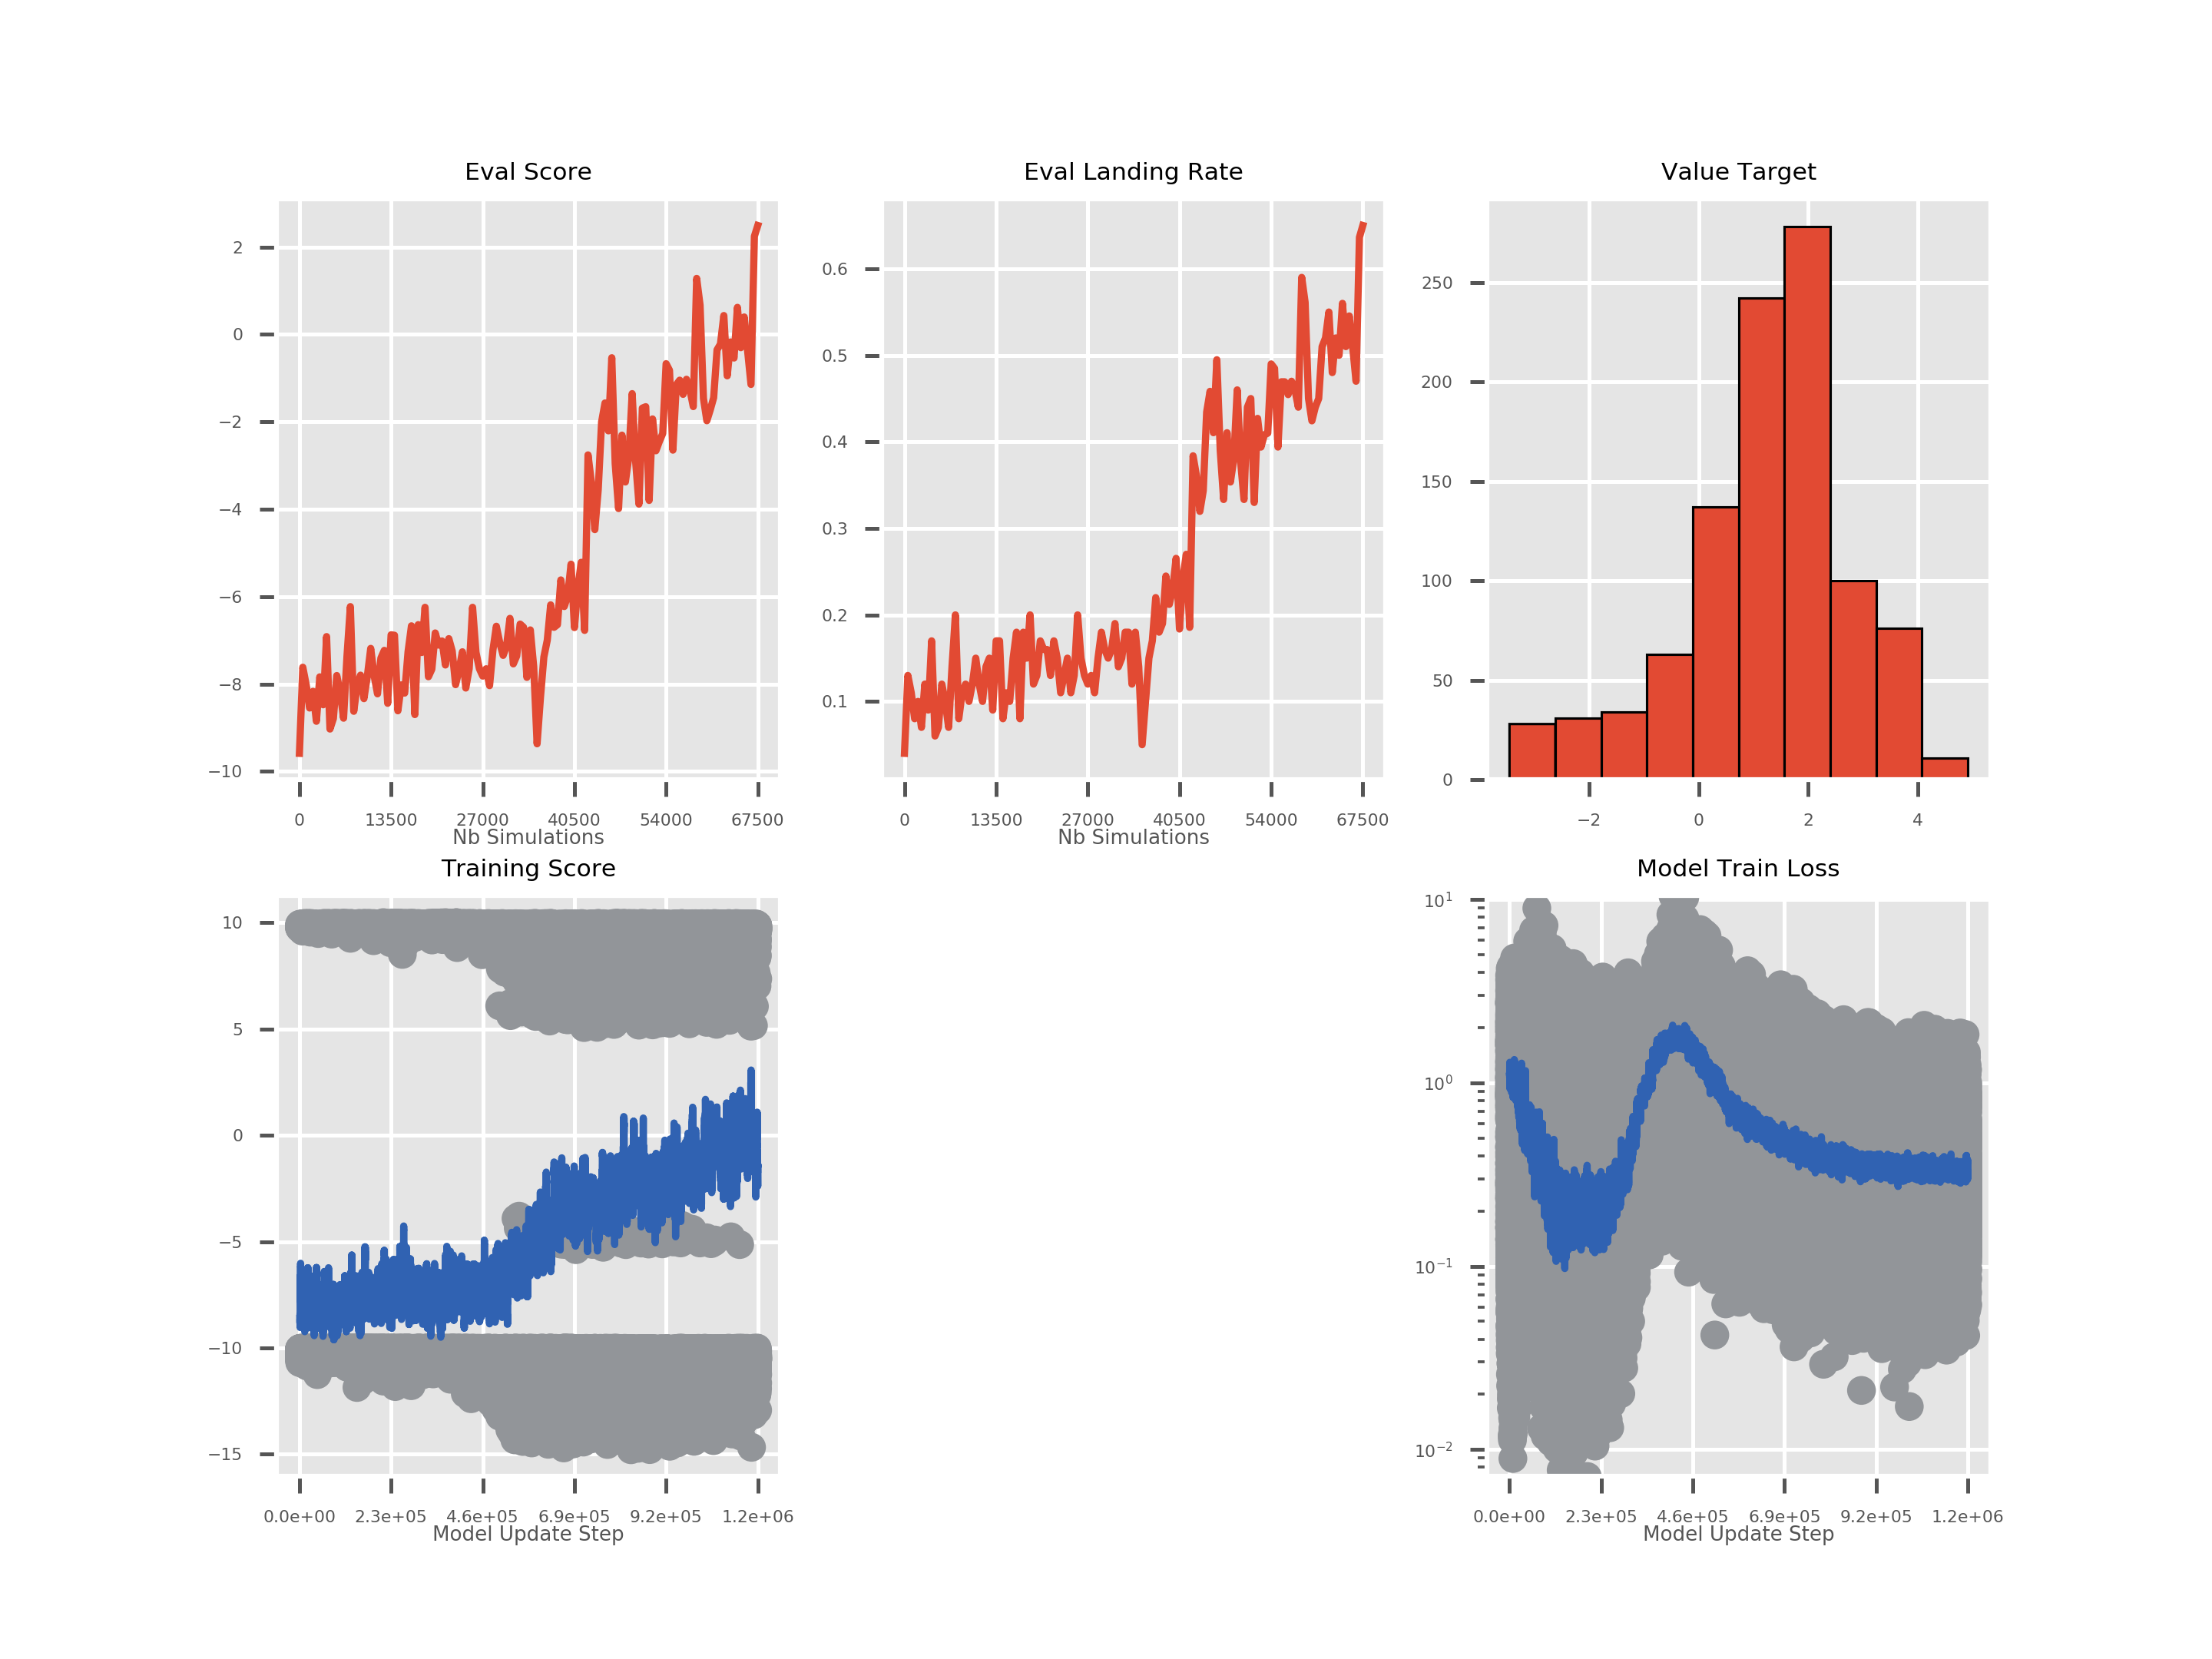 Eval Score
2
0
−2
−4
−6
−8
−10
0 13500 27000 40500 54000 67500
Nb Simulations
Eval Landing Rate
0.6
0.5
0.4
0.3
0.2
0.1
0 13500 27000 40500 54000 67500
Nb Simulations
Value Target
250
200
150
100
50
0
−2 0 2 4
Training Score
10
5
0
−5
−10
−15
0.0e+00 2.3e+05 4.6e+05 6.9e+05 9.2e+05 1.2e+06
Model Update Step
Model Train Loss
10¹
10⁰
10⁻¹
10⁻²
0.0e+00 2.3e+05 4.6e+05 6.9e+05 9.2e+05 1.2e+06
Model Update Step